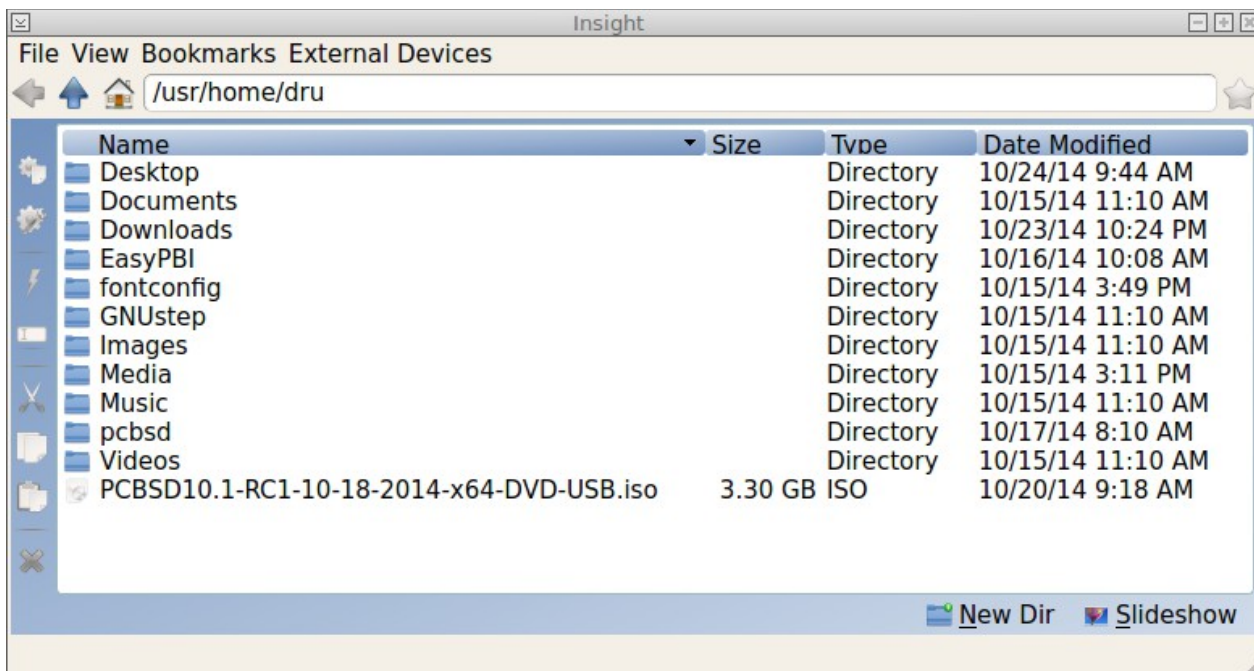 Insight
File View Bookmarks External Devices
/usr/home/dru
Name Size Type Date Modified
Desktop Directory 10/24/14 9:44 AM
Documents Directory 10/15/14 11:10 AM
Downloads Directory 10/23/14 10:24 PM
EasyPBI Directory 10/16/14 10:08 AM
fontconfig Directory 10/15/14 3:49 PM
GNUstep Directory 10/15/14 11:10 AM
Images Directory 10/15/14 11:10 AM
Media Directory 10/15/14 3:11 PM
Music Directory 10/15/14 11:10 AM
pcbsd Directory 10/17/14 8:10 AM
Videos Directory 10/15/14 11:10 AM
PCBSD10.1-RC1-10-18-2014-x64-DVD-USB.iso 3.30 GB ISO 10/20/14 9:18 AM
New Dir Slideshow